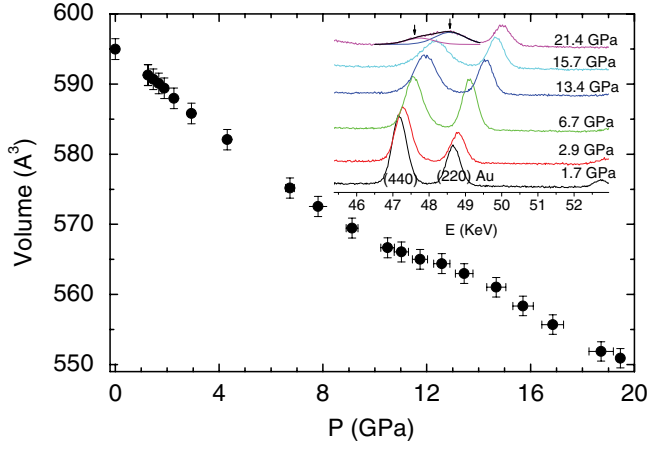 600
590
580
570
560
550
Volume (A³)
0
4
8
12
16
20
P (GPa)
21.4 GPa
15.7 GPa
13.4 GPa
6.7 GPa
2.9 GPa
1.7 GPa
(440)
(220) Au
46
47
48
49
50
51
52
E (KeV)